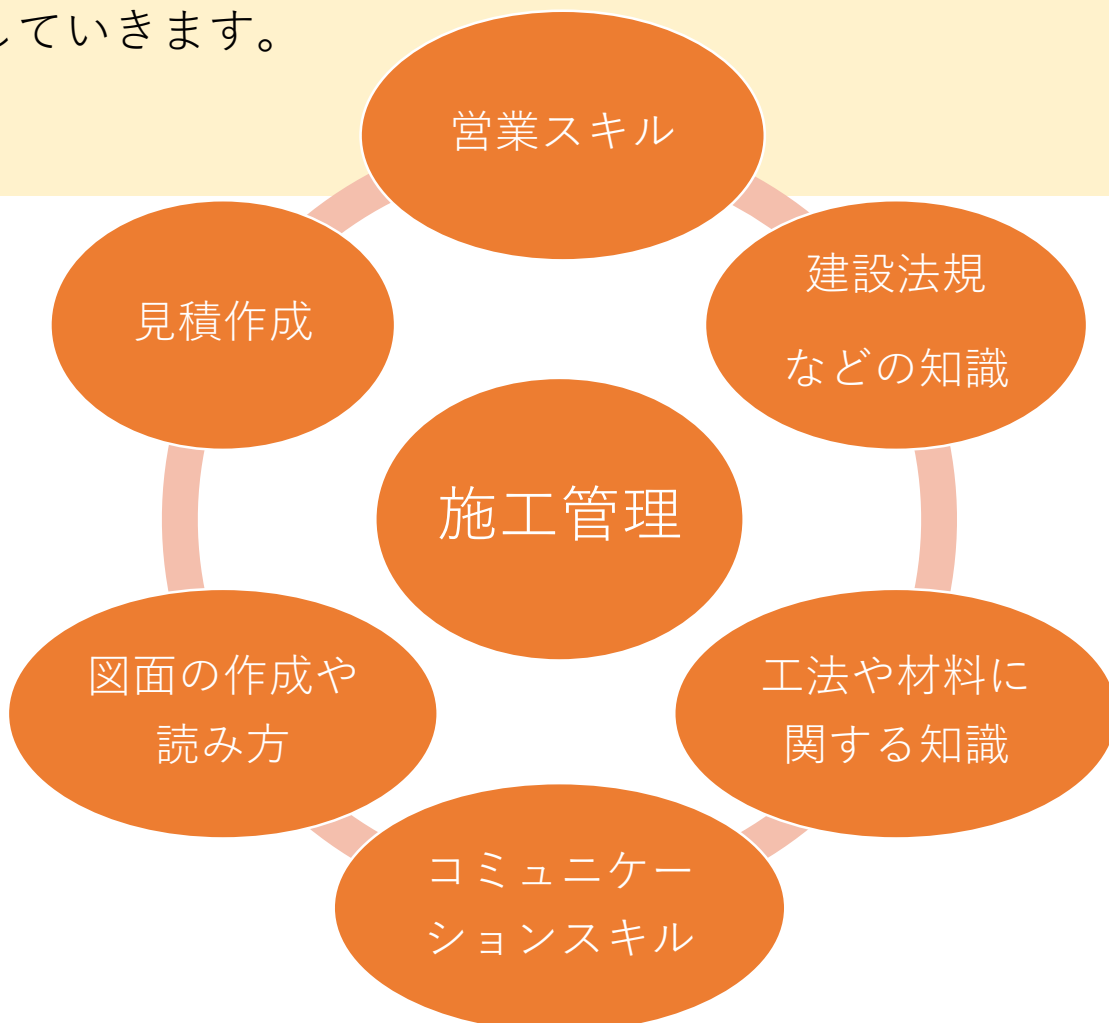 していきます。
営業スキル
建設法規
などの知識
見積作成
施工管理
図面の作成や
読み方
工法や材料に
関する知識
コミュニケー
ションスキル